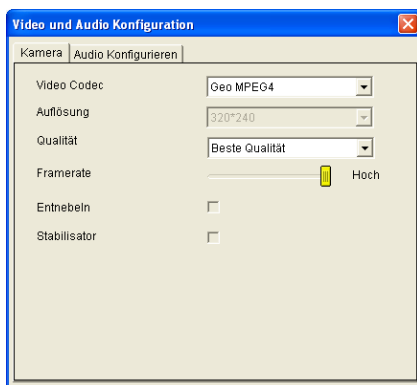 Video und Audio Konfiguration
Kamera Audio Konfigurieren
Video Codec Geo MPEG4
Auflösung 320*240
Qualität Beste Qualität
Framerate Hoch
Entnebeln
Stabilisator